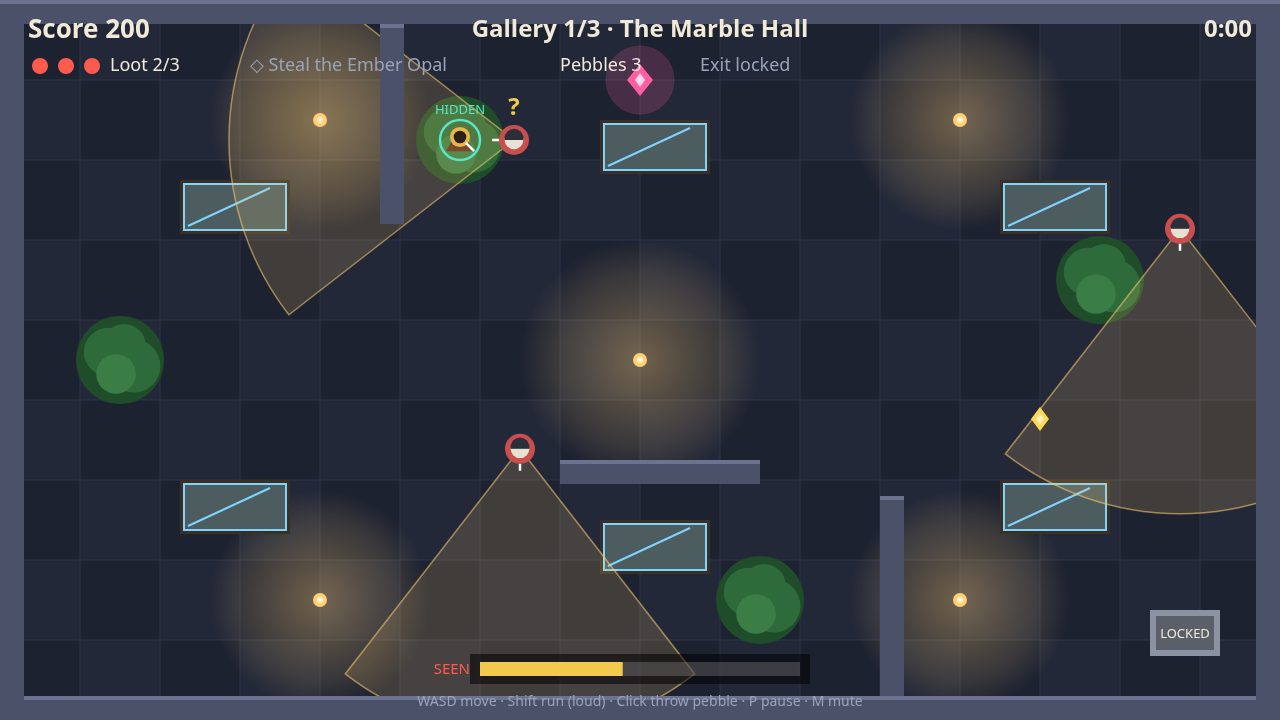 Score 200
Gallery 1/3 · The Marble Hall
0:00
Loot 2/3
◇ Steal the Ember Opal
Pebbles 3
Exit locked
HIDDEN
?
LOCKED
SEEN
WASD move · Shift run (loud) · Click throw pebble · P pause · M mute